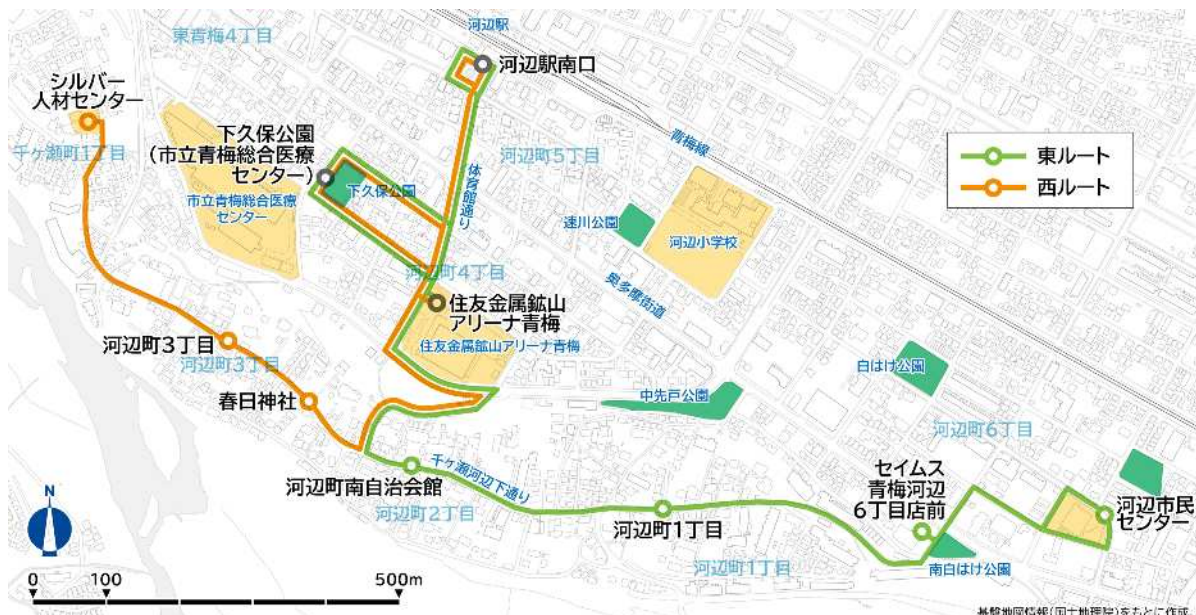 河辺駅
東青梅4丁目
河辺駅南口
シルバー
人材センター
千ヶ瀬町1丁目
下久保公園
(市立青梅総合医療
センター)
下久保公園
市立青梅総合医療
センター
体育館通り
河辺町5丁目
青梅線
東ルート
西ルート
速川公園
河辺小学校
河辺町4丁目
奥多摩街道
住友金属鉱山
アリーナ青梅
住友金属鉱山アリーナ青梅
河辺町3丁目
河辺町3丁目
春日神社
中先戸公園
白はけ公園
河辺町6丁目
千ヶ瀬河辺下通り
河辺町南自治会館
河辺町2丁目
河辺町1丁目
セイムス
青梅河辺
6丁目店前
河辺市民
センター
南白はけ公園
河辺町1丁目
N
0 100 500m
基盤地図情報(国土地理院)をもとに作成